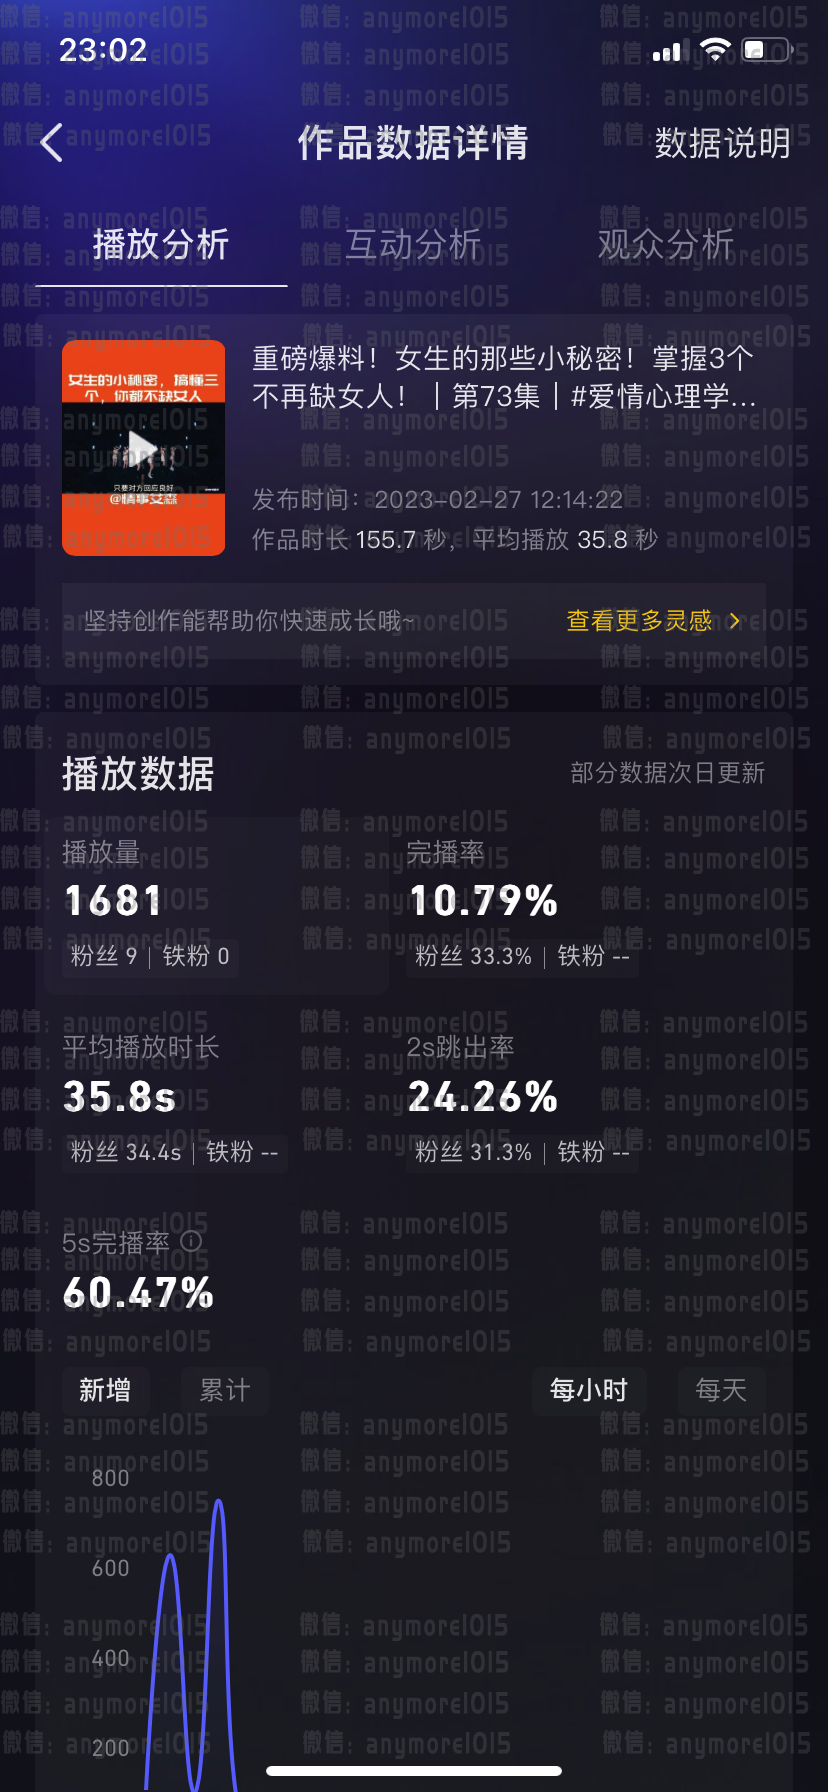 23:02
作品数据详情
数据说明
播放分析
互动分析
观众分析
女生的小秘密，搞懂三
个，你都不缺女人
只要对方回应良好
@情事艾森
重磅爆料！女生的那些小秘密！掌握3个
不再缺女人！｜第73集｜#爱情心理学...
发布时间：2023-02-27 12:14:22
作品时长 155.7 秒，平均播放 35.8 秒
坚持创作能帮助你快速成长哦~
查看更多灵感
播放数据
部分数据次日更新
播放量
完播率
1681
10.79%
粉丝 9｜铁粉 0
粉丝 33.3%｜铁粉 --
平均播放时长
2s跳出率
35.8s
24.26%
粉丝 34.4s｜铁粉 --
粉丝 31.3%｜铁粉 --
5s完播率
60.47%
新增
累计
每小时
每天
800
600
400
200
微信：anymore1015